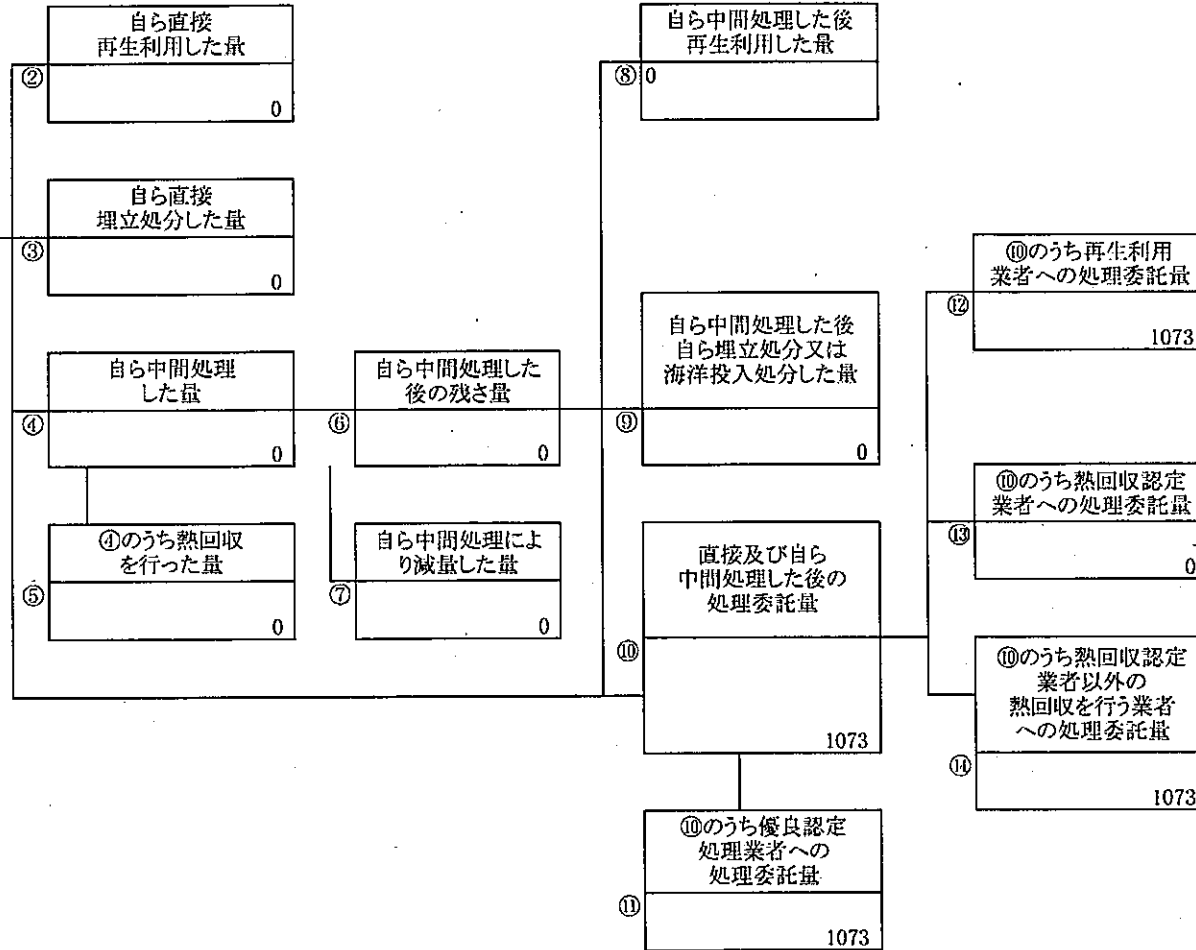 自ら直接
再生利用した量
②
0
自ら直接
埋立処分した量
③
0
自ら中間処理
した量
④
0
④のうち熱回収
を行った量
⑤
0
自ら中間処理した
後の残さ量
⑥
0
自ら中間処理によ
り減量した量
⑦
0
自ら中間処理した後
再生利用した量
⑧
0
自ら中間処理した後
自ら埋立処分又は
海洋投入処分した量
⑨
0
直接及び自ら
中間処理した後の
処理委託量
⑩
1073
⑩のうち優良認定
処理業者への
処理委託量
⑪
1073
⑩のうち再生利用
業者への処理委託量
⑫
1073
⑩のうち熱回収認定
業者への処理委託量
⑬
0
⑩のうち熱回収認定
業者以外の
熱回収を行う業者
への処理委託量
⑭
1073